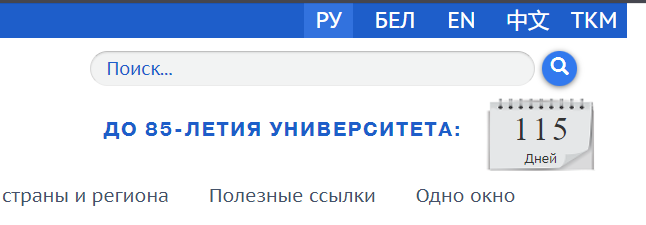 РУ БЕЛ EN 中文 ТКМ
Поиск...
ДО 85-ЛЕТИЯ УНИВЕРСИТЕТА:
115
Дней
страны и региона Полезные ссылки Одно окно